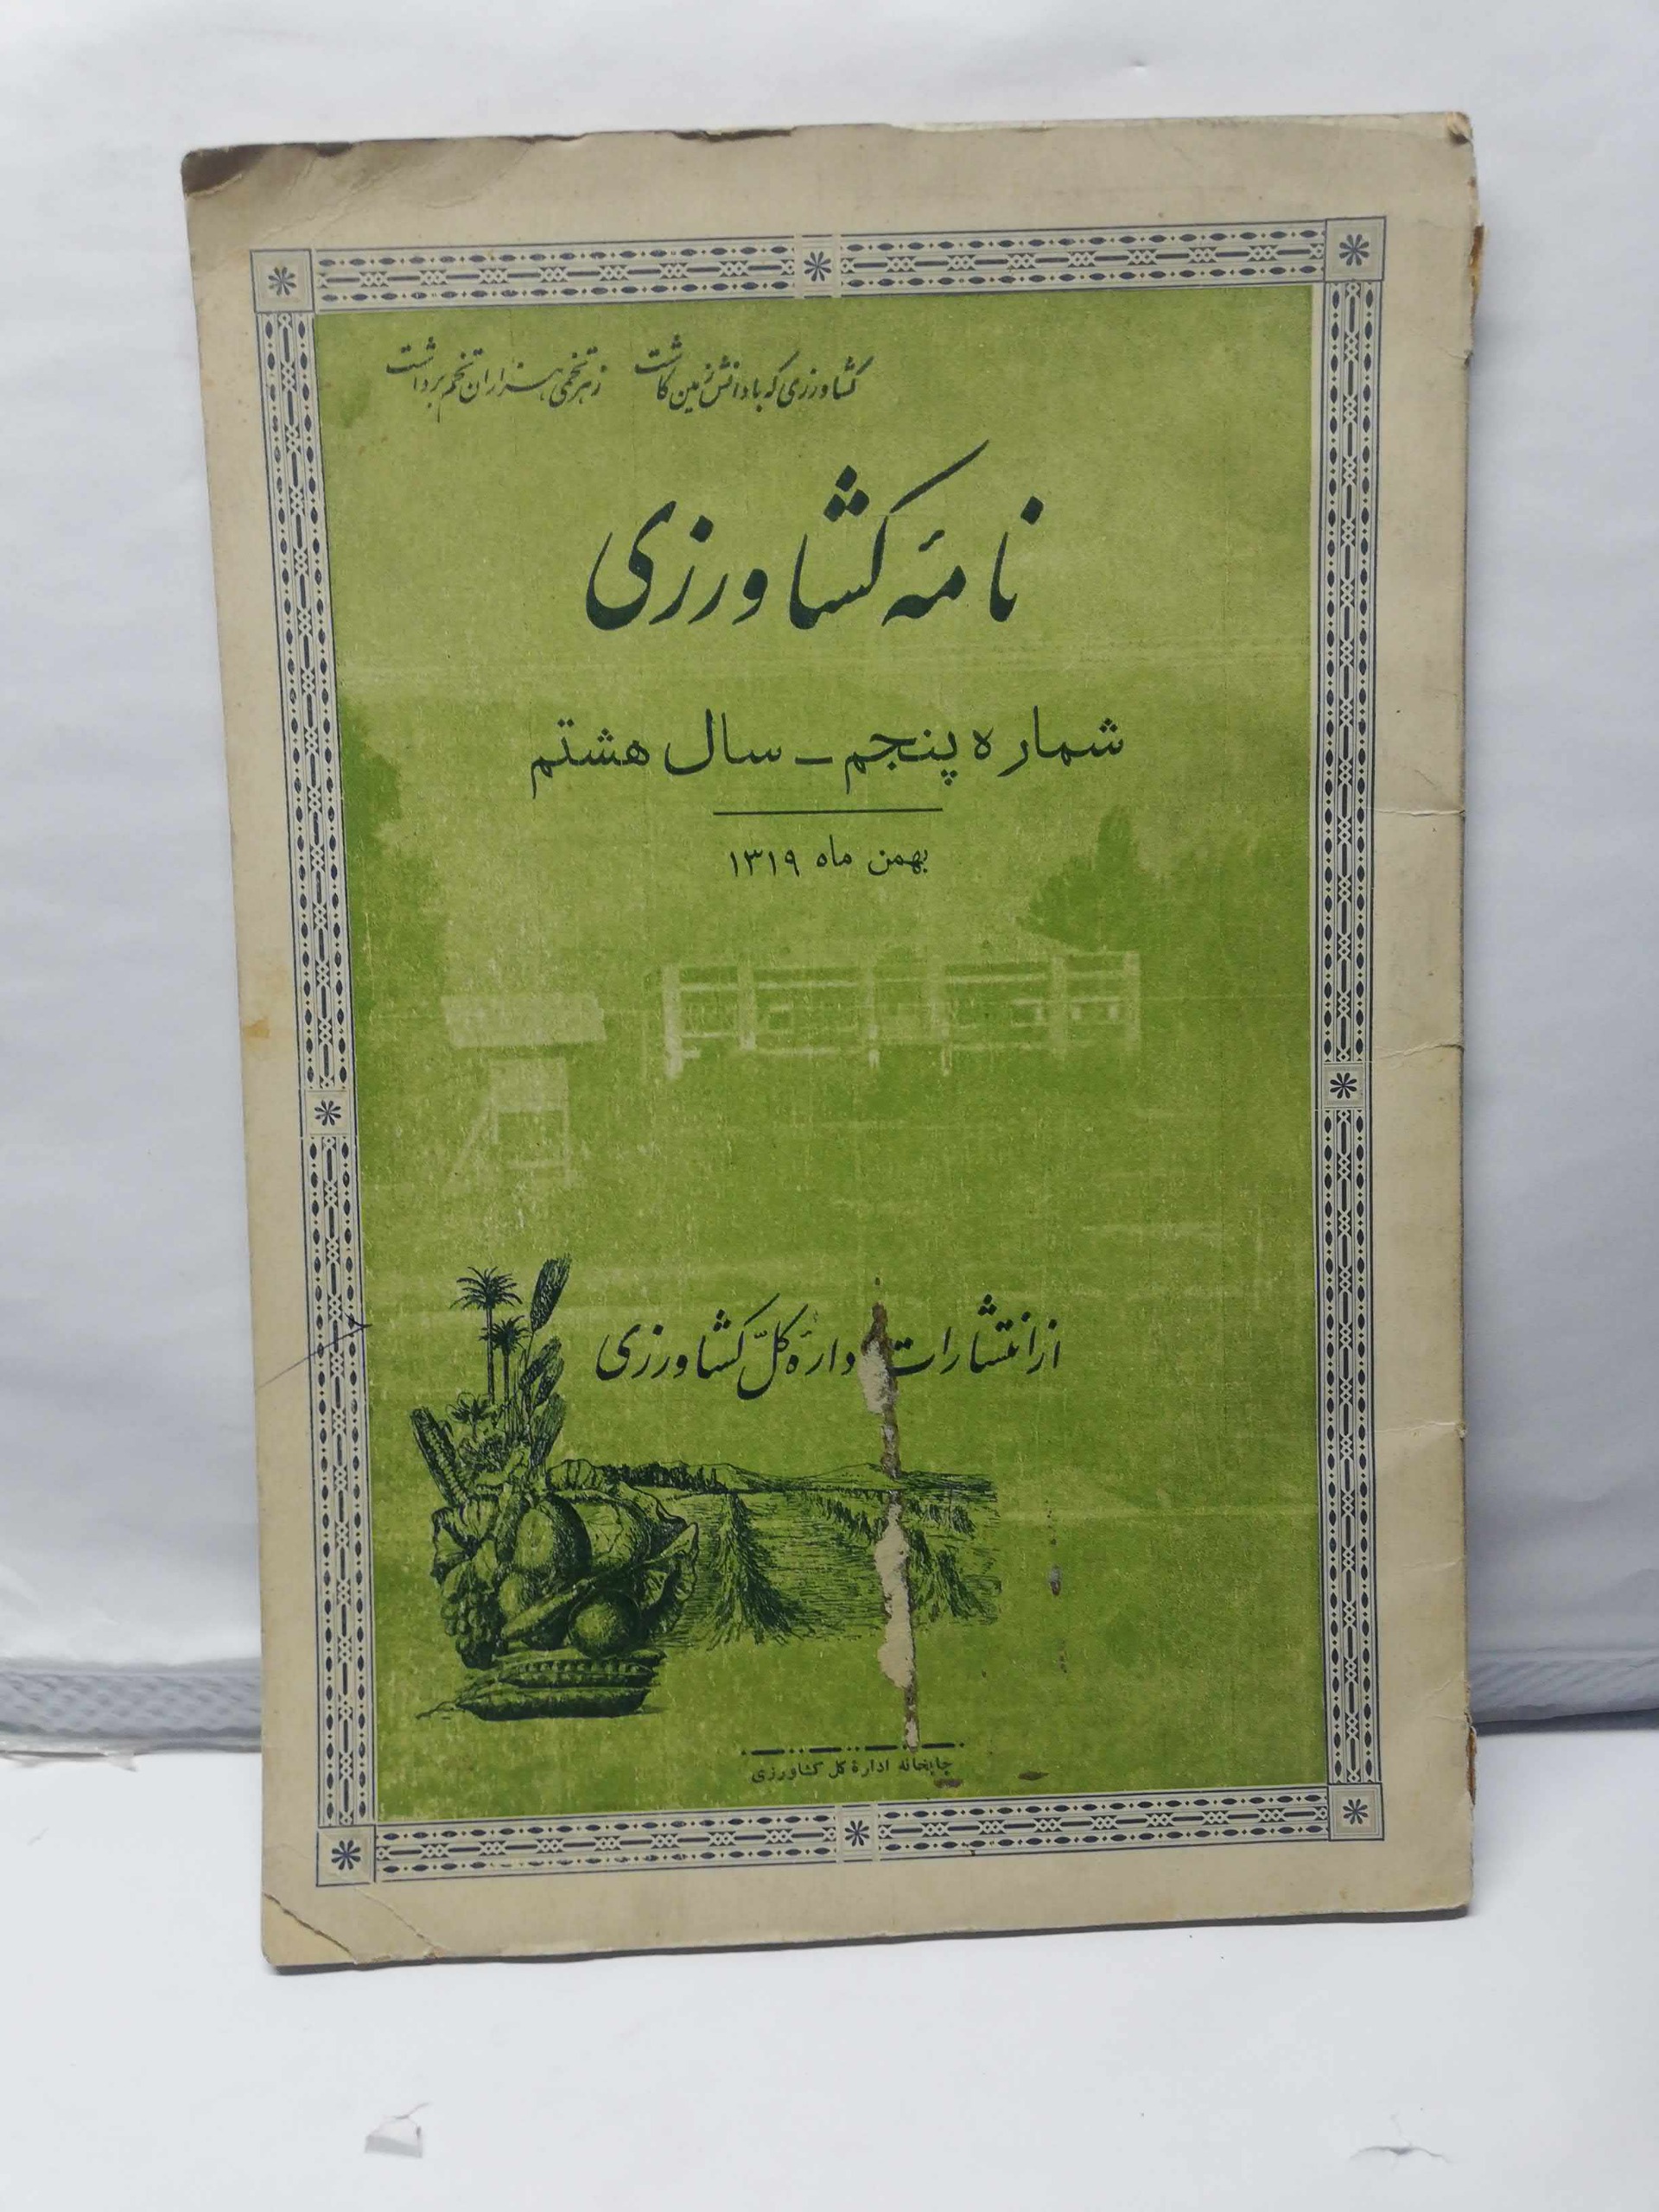 کشاورزی که با دانش زمین کاشت ز هر تخمی هزاران تخم برداشت
نامهٔ کشاورزی
شماره پنجم - سال هشتم
بهمن ماه ۱۳۱۹
از انتشارات دارهٔ کلّ کشاورزی
چاپخانه ادارهٔ کل کشاورزی